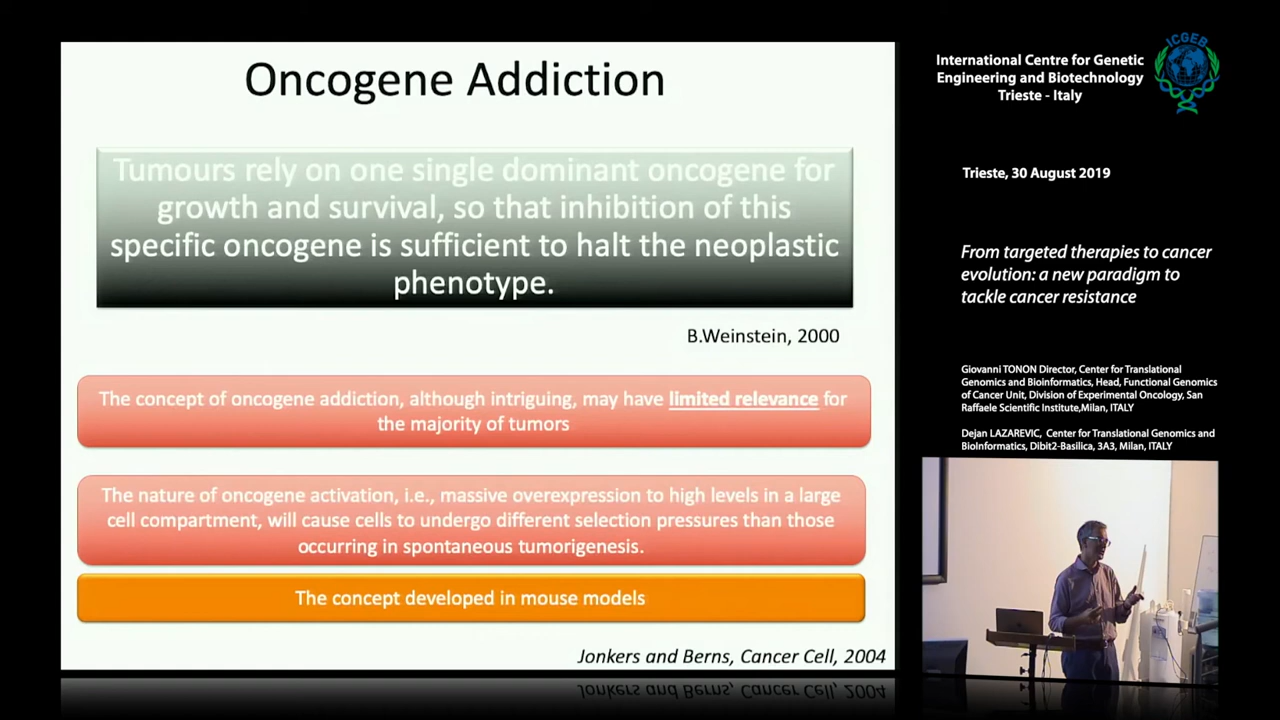 Oncogene Addiction
Tumours rely on one single dominant oncogene for
growth and survival, so that inhibition of this
specific oncogene is sufficient to halt the neoplastic
phenotype.
B.Weinstein, 2000
The concept of oncogene addiction, although intriguing, may have limited relevance for
the majority of tumors
The nature of oncogene activation, i.e., massive overexpression to high levels in a large
cell compartment, will cause cells to undergo different selection pressures than those
occurring in spontaneous tumorigenesis.
The concept developed in mouse models
Jonkers and Berns, Cancer Cell, 2004
International Centre for Genetic
Engineering and Biotechnology
Trieste - Italy
ICGEB
Trieste, 30 August 2019
From targeted therapies to cancer
evolution: a new paradigm to
tackle cancer resistance
Giovanni TONON Director, Center for Translational
Genomics and Bioinformatics, Head, Functional Genomics
of Cancer Unit, Division of Experimental Oncology, San
Raffaele Scientific Institute,Milan, ITALY
Dejan LAZAREVIC, Center for Translational Genomics and
BioInformatics, Dibit2-Basilica, 3A3, Milan, ITALY